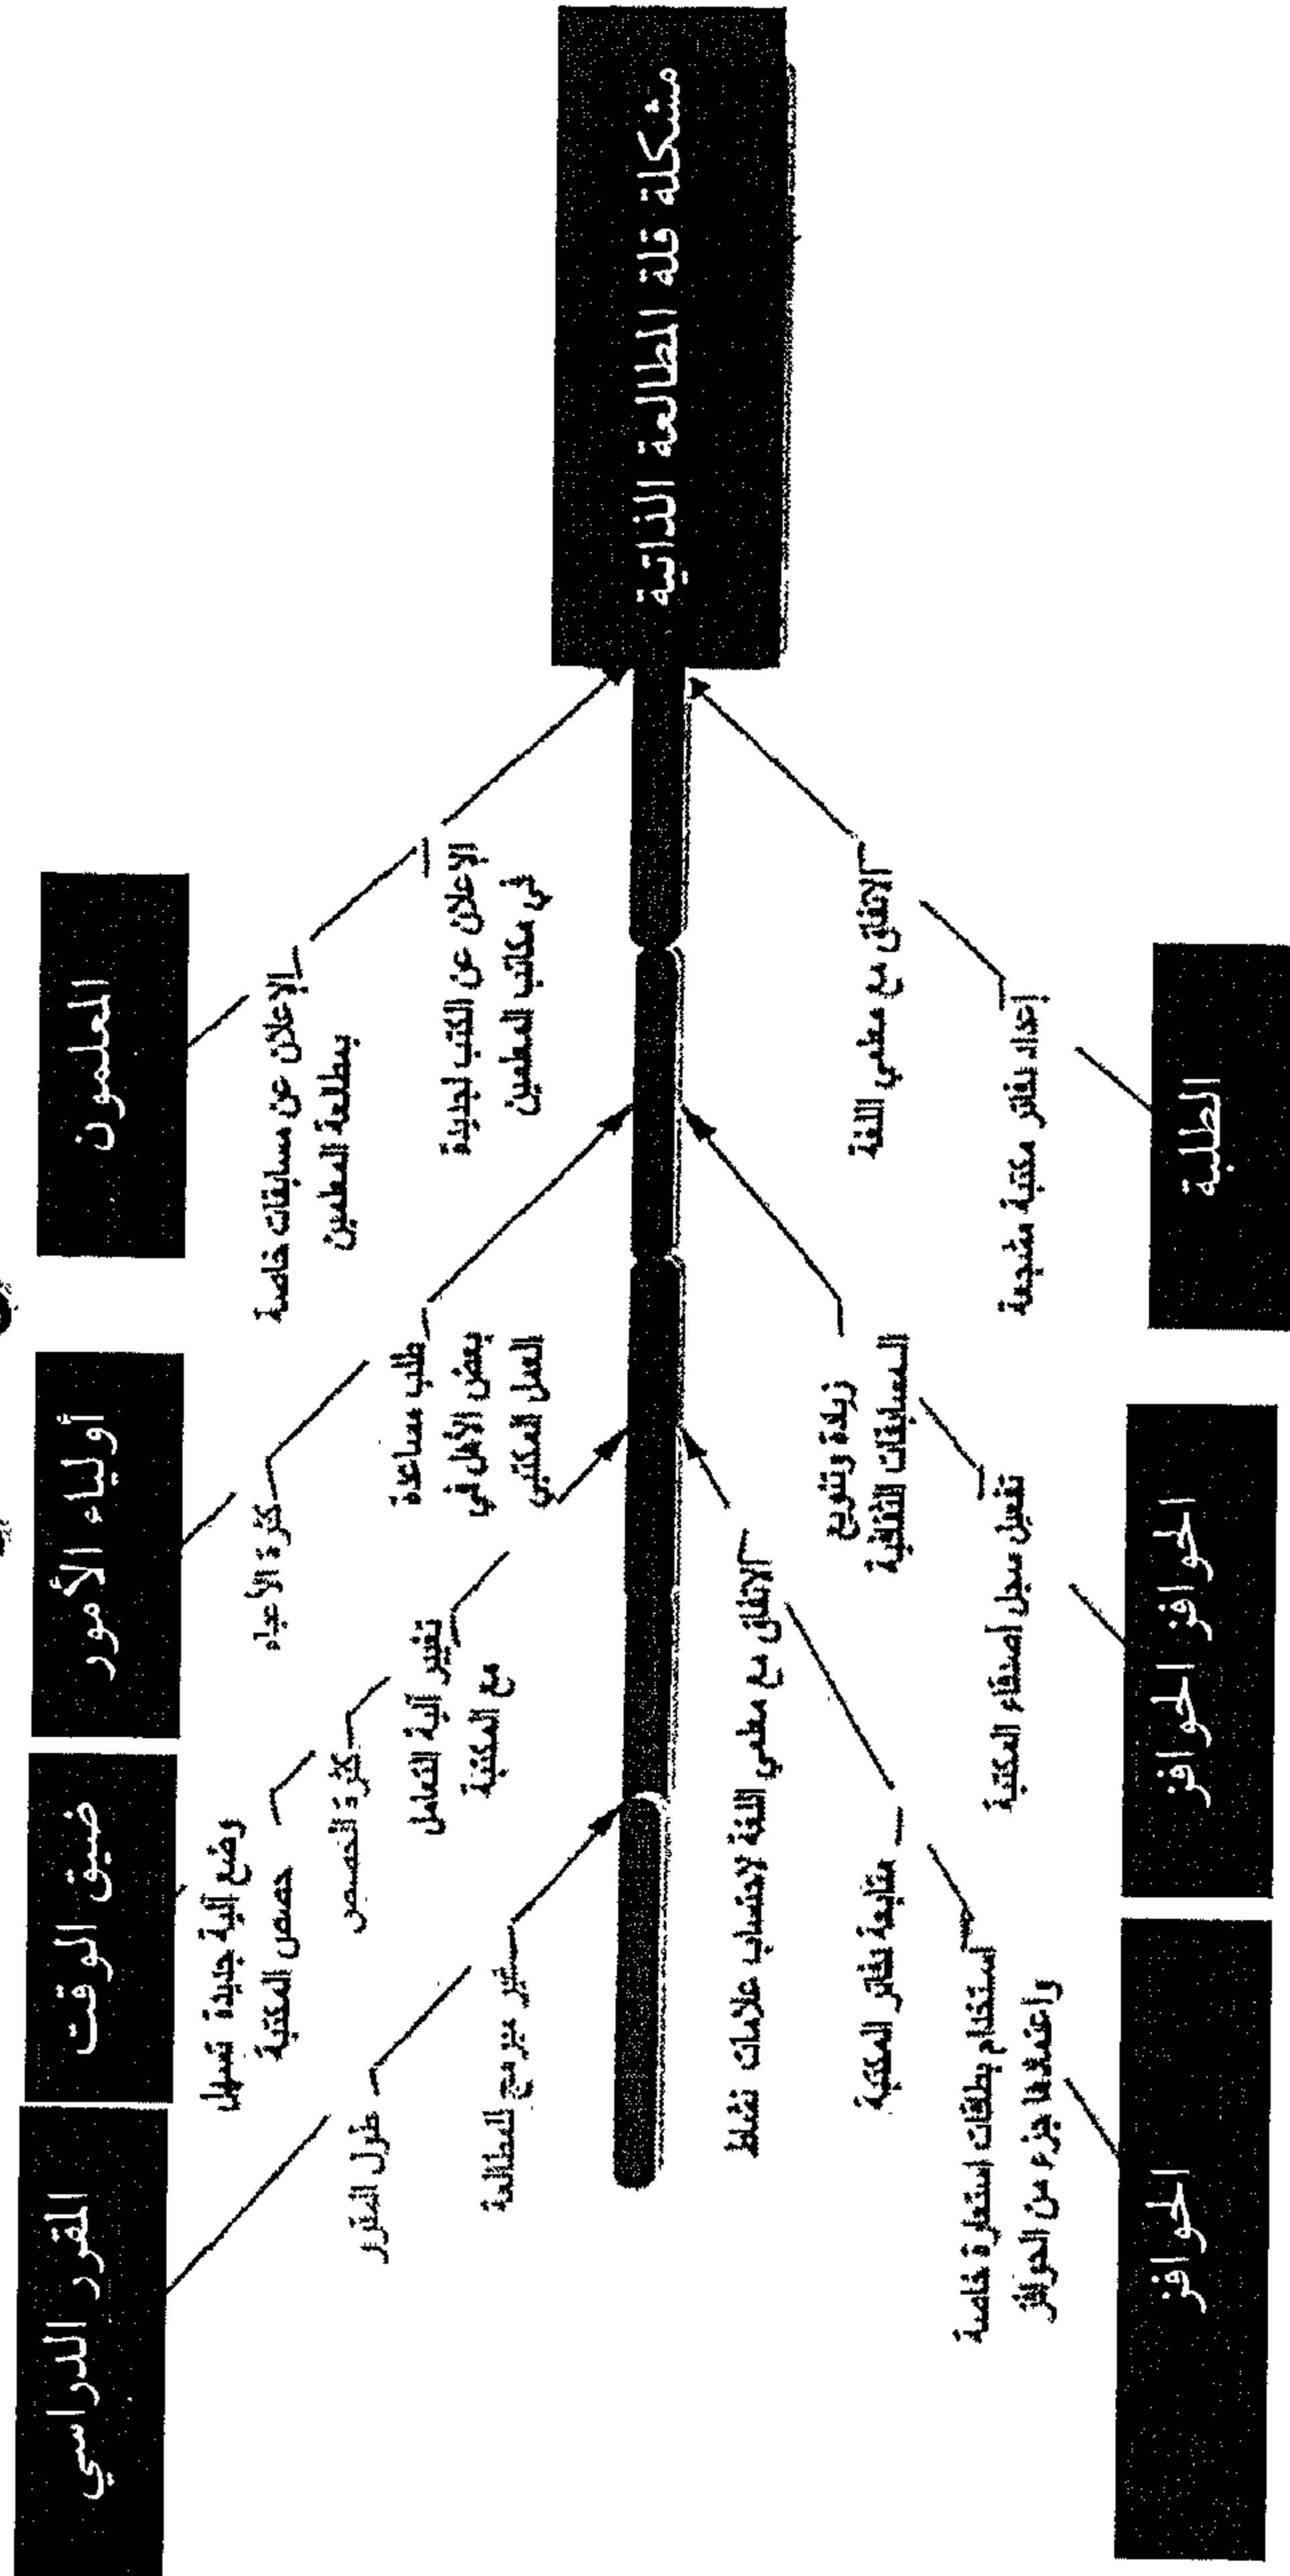 مشكلة قلة المطالعة الذاتية
المعلمون
الإعلان عن مسابقات خاصة
بمطالعة المعلمين
الإعلان عن الكتب لجديدة
في مكاتب المعلمين
أولياء الأمور
كثرة الأعباء
طلب مساعدة
بعض الأهل في
العمل المكتبي
ضيق الوقت
وضع آلية جديدة تسهل
حصص المكتبة
كثرة الحصص
تغيير آلية التعامل
مع المكتبة
المقرر الدراسي
طول المقرر
المطالعة
الطلبة
إعداد دفاتر مكتبة مشجعة
الاتفاق مع معلمي اللغة
الحوافز الحوافز
تفعيل سجل أصدقاء المكتبة
زيادة وتنويع
المسابقات الثقافية
الحوافز
استخدام بطاقات استعارة خاصة
واعتمادها جزء من الحوافز
متابعة دفاتر المكتبة
الاتفاق مع معلمي اللغة لاحتساب علامات نشاط